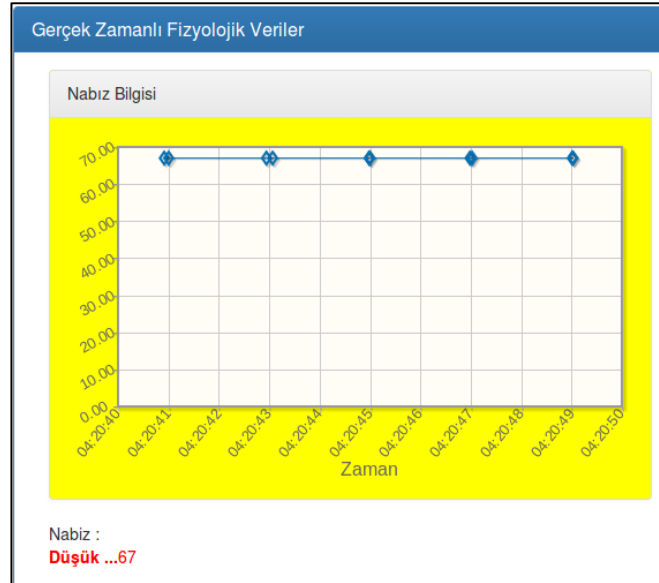 Gerçek Zamanlı Fizyolojik Veriler
Nabız Bilgisi
70.00
60.00
50.00
40.00
30.00
20.00
10.00
0.00
04:20:40 04:20:41 04:20:42 04:20:43 04:20:44 04:20:45 04:20:46 04:20:47 04:20:48 04:20:49 04:20:50
Zaman
Nabiz :
Düşük ...67